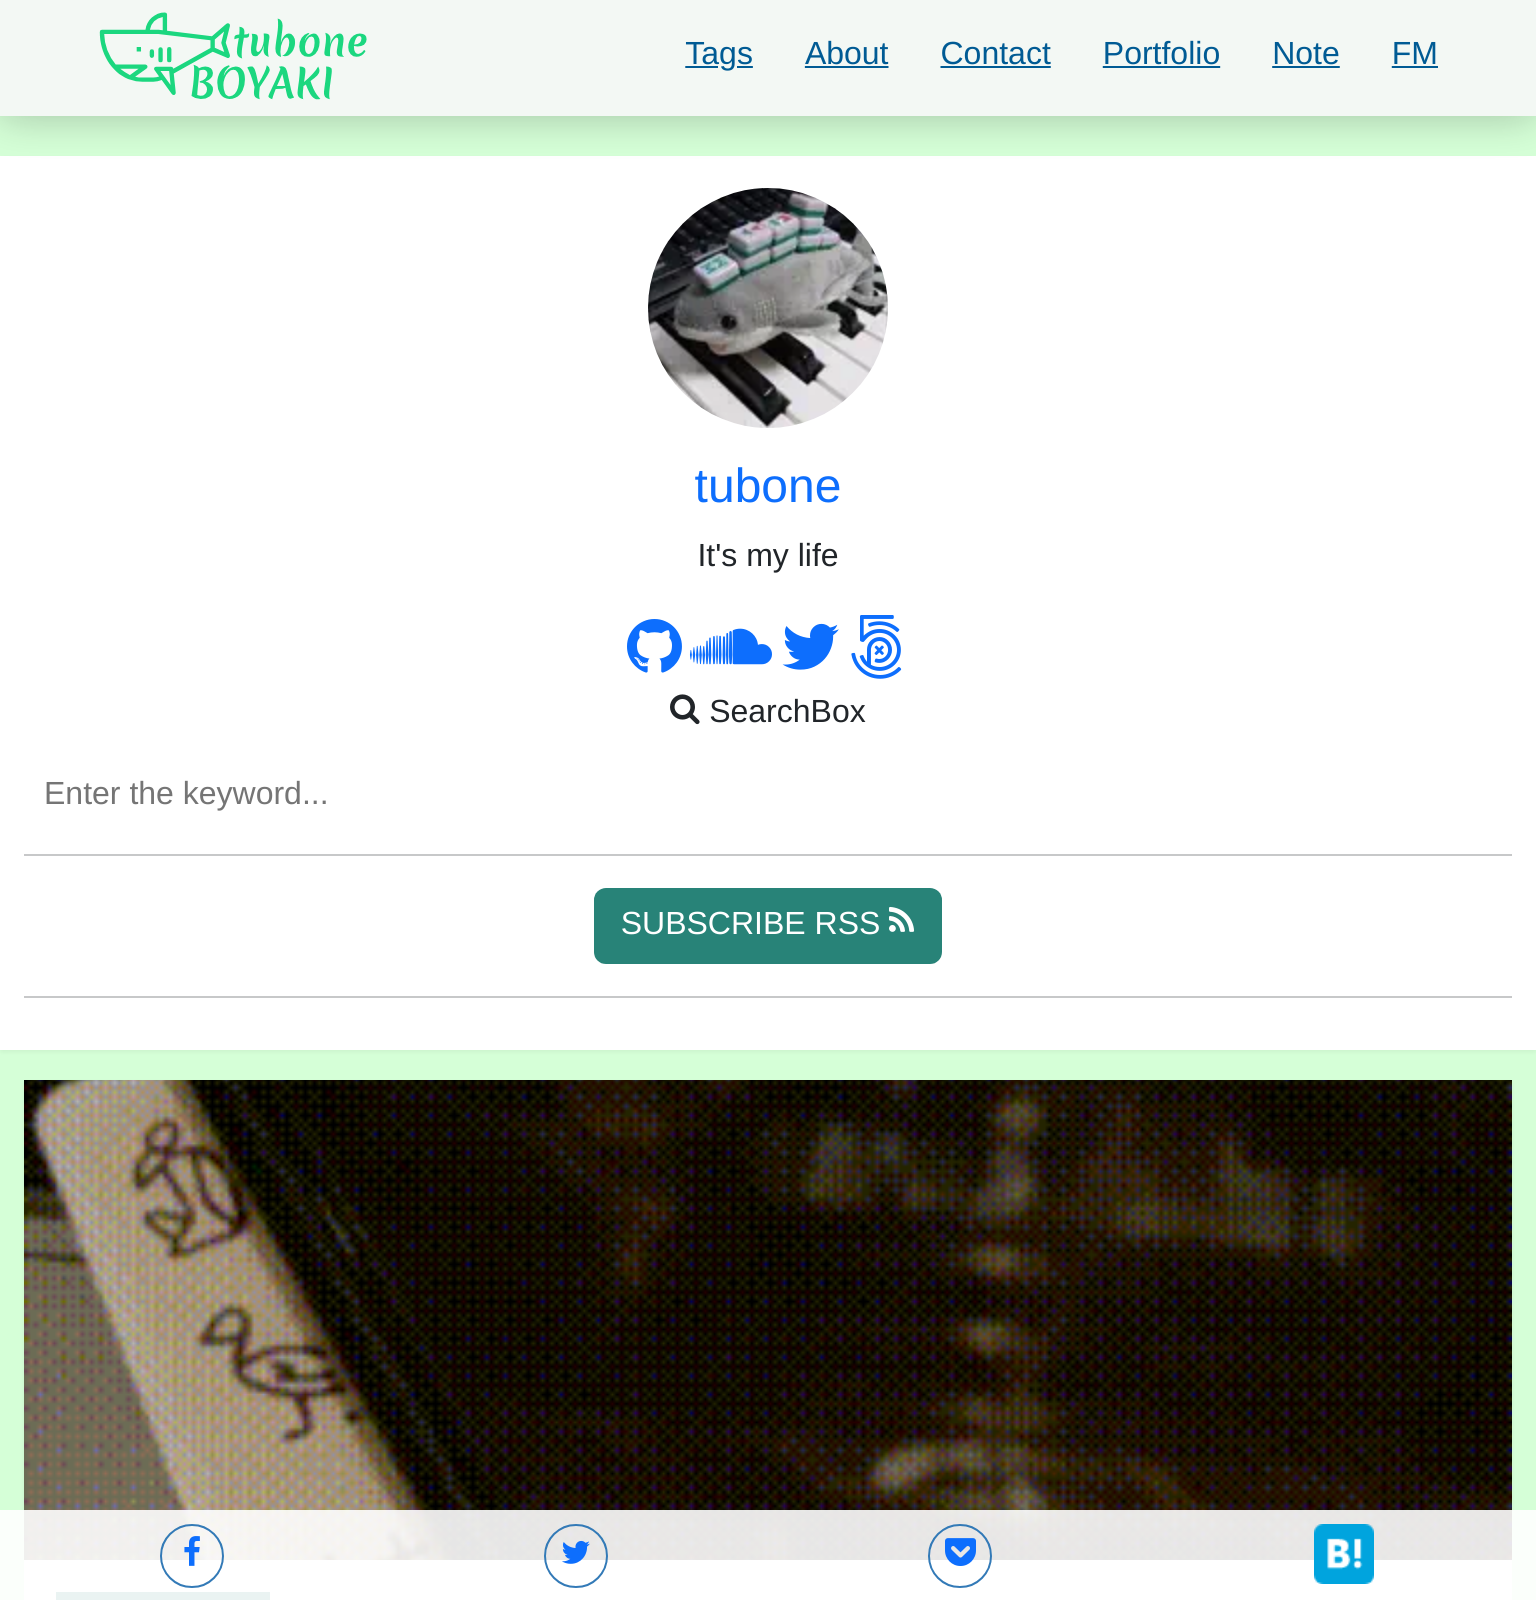 tubone
BOYAKI
Tags About Contact Portfolio Note FM
tubone
It's my life
SearchBox
Enter the keyword...
SUBSCRIBE RSS
B!